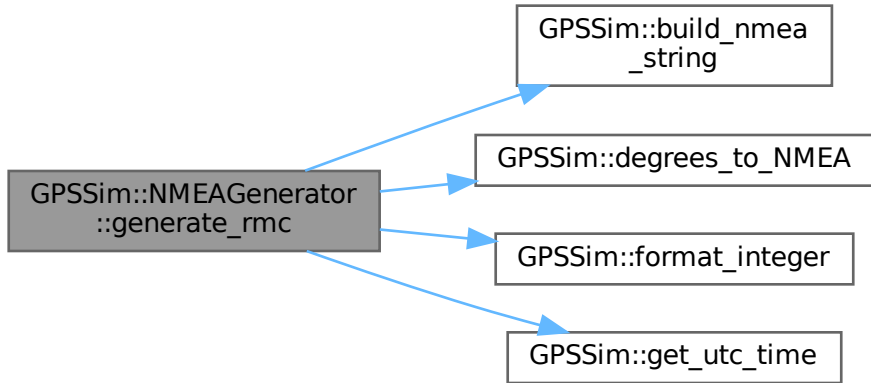 GPSSim::NMEAGenerator
::generate_rmc
GPSSim::build_nmea
_string
GPSSim::degrees_to_NMEA
GPSSim::format_integer
GPSSim::get_utc_time